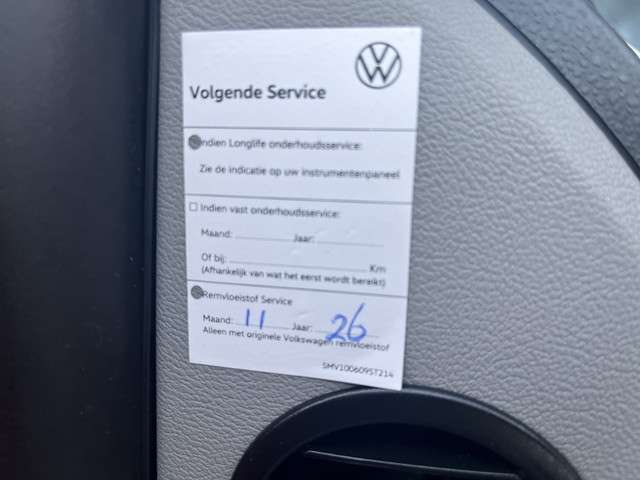 Volgende Service
Indien Longlife onderhoudsservice:
Zie de indicatie op uw instrumentenpaneel
Indien vast onderhoudsservice:
Maand: Jaar:
Of bij: Km
(Afhankelijk van wat het eerst wordt bereikt)
Remvloeistof Service
Maand: 11 Jaar: 26
Alleen met originele Volkswagen remvloeistof
5MV100609ST214